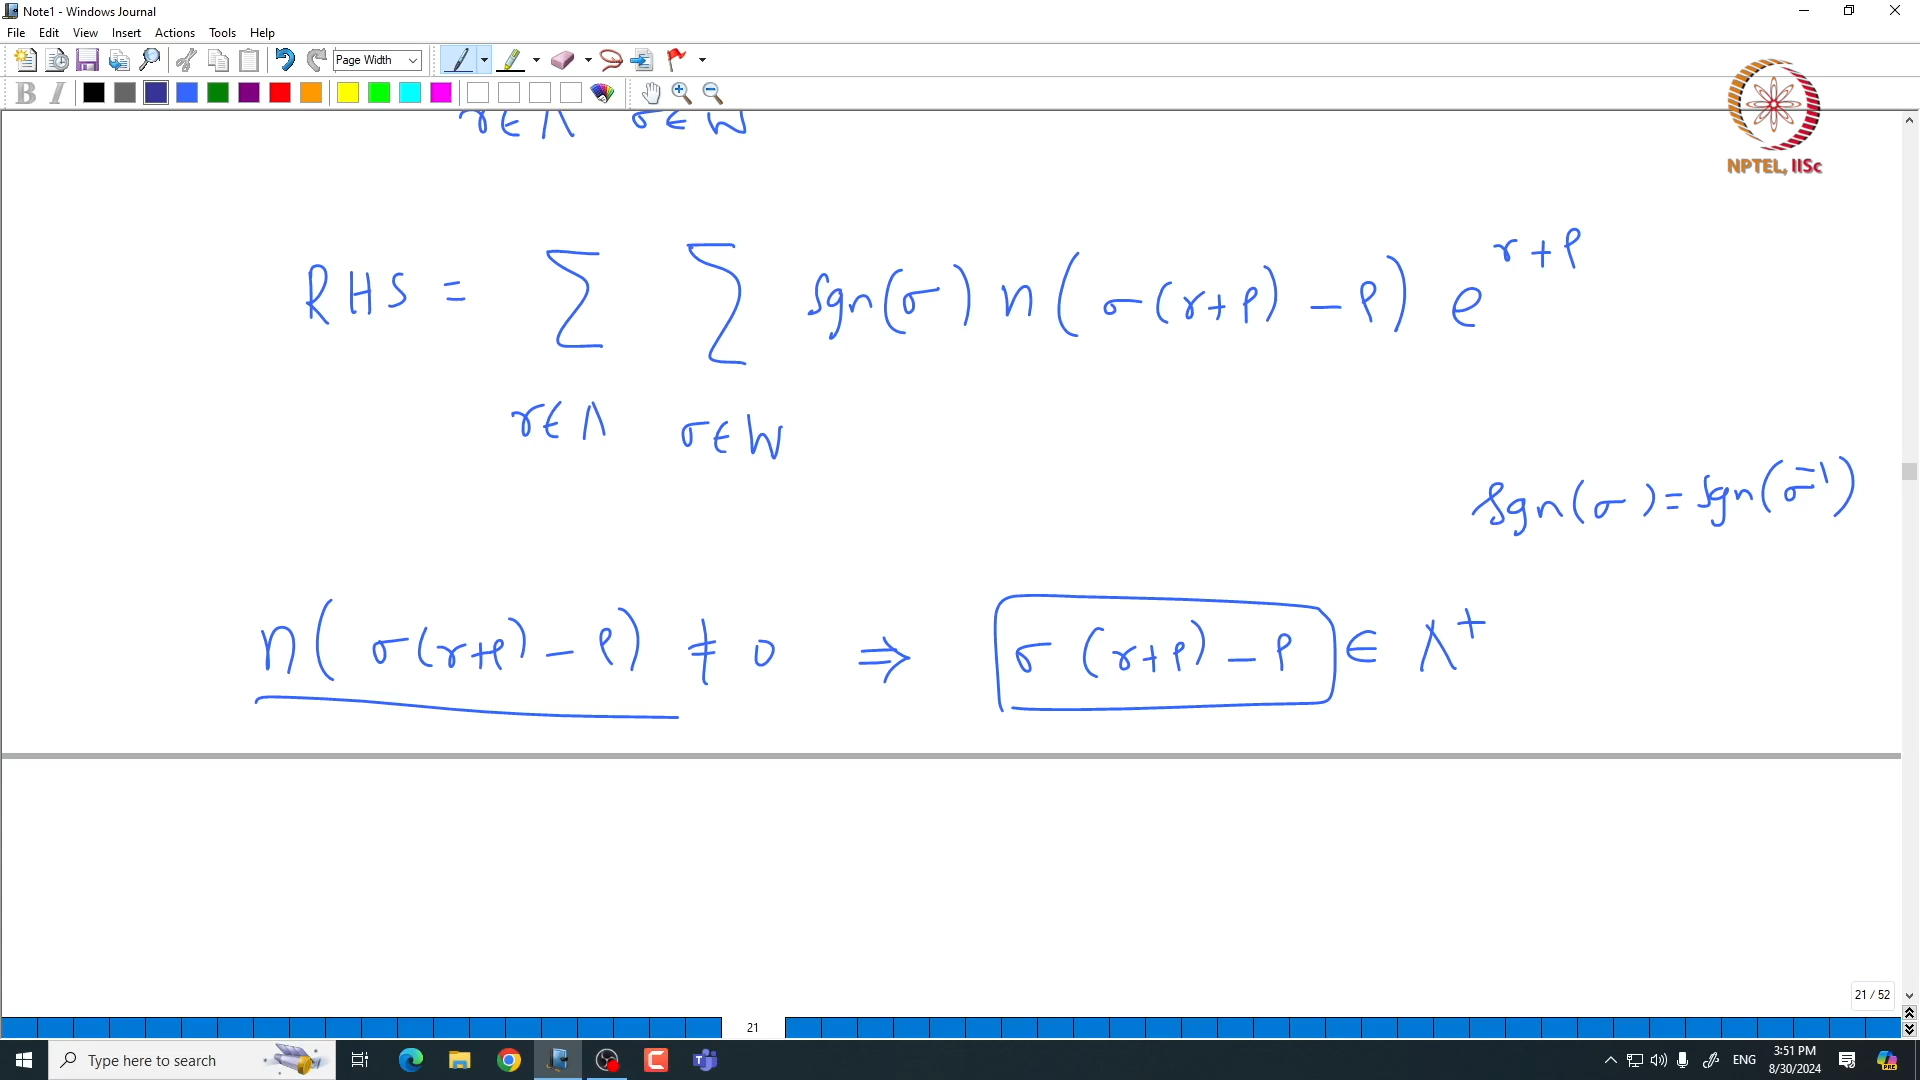 Note1 - Windows Journal
File Edit View Insert Actions Tools Help
Page Width
B I
NPTEL, IISc
γ∈Λ σ∈W
RHS = Σ Σ sgn(σ) n(σ(γ+ρ) - ρ) e^{γ+ρ}
γ∈Λ σ∈W
sgn(σ) = sgn(σ^{-1})
n(σ(γ+ρ) - ρ) ≠ 0 ⇒ σ(γ+ρ) - ρ ∈ Λ^+
21 / 52
21
Type here to search
ENG
3:51 PM
8/30/2024